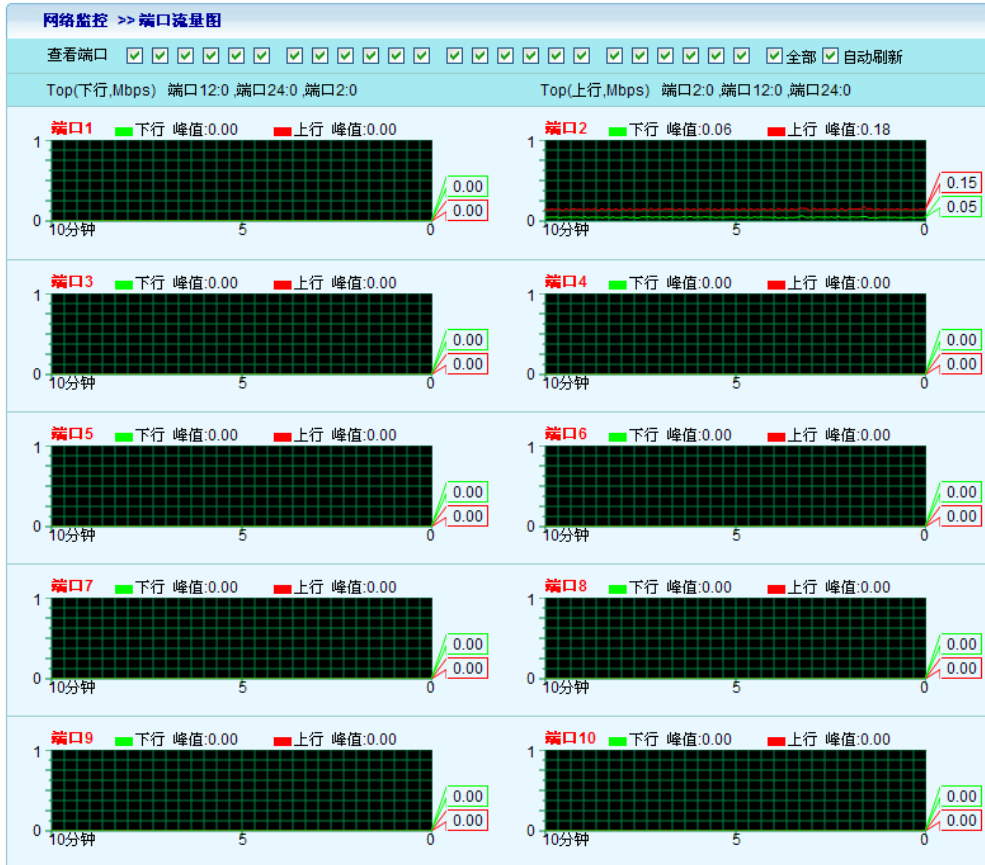 网络监控 >>端口流量图
查看端口 全部 自动刷新
Top(下行,Mbps) 端口12:0 ,端口24:0 ,端口2:0 Top(上行,Mbps) 端口2:0 ,端口12:0 ,端口24:0
端口1 下行 峰值:0.00 上行 峰值:0.00
1
0.00
0.00
0
10分钟 5 0
端口2 下行 峰值:0.06 上行 峰值:0.18
1
0.15
0.05
0
10分钟 5 0
端口3 下行 峰值:0.00 上行 峰值:0.00
1
0.00
0.00
0
10分钟 5 0
端口4 下行 峰值:0.00 上行 峰值:0.00
1
0.00
0.00
0
10分钟 5 0
端口5 下行 峰值:0.00 上行 峰值:0.00
1
0.00
0.00
0
10分钟 5 0
端口6 下行 峰值:0.00 上行 峰值:0.00
1
0.00
0.00
0
10分钟 5 0
端口7 下行 峰值:0.00 上行 峰值:0.00
1
0.00
0.00
0
10分钟 5 0
端口8 下行 峰值:0.00 上行 峰值:0.00
1
0.00
0.00
0
10分钟 5 0
端口9 下行 峰值:0.00 上行 峰值:0.00
1
0.00
0.00
0
10分钟 5 0
端口10 下行 峰值:0.00 上行 峰值:0.00
1
0.00
0.00
0
10分钟 5 0